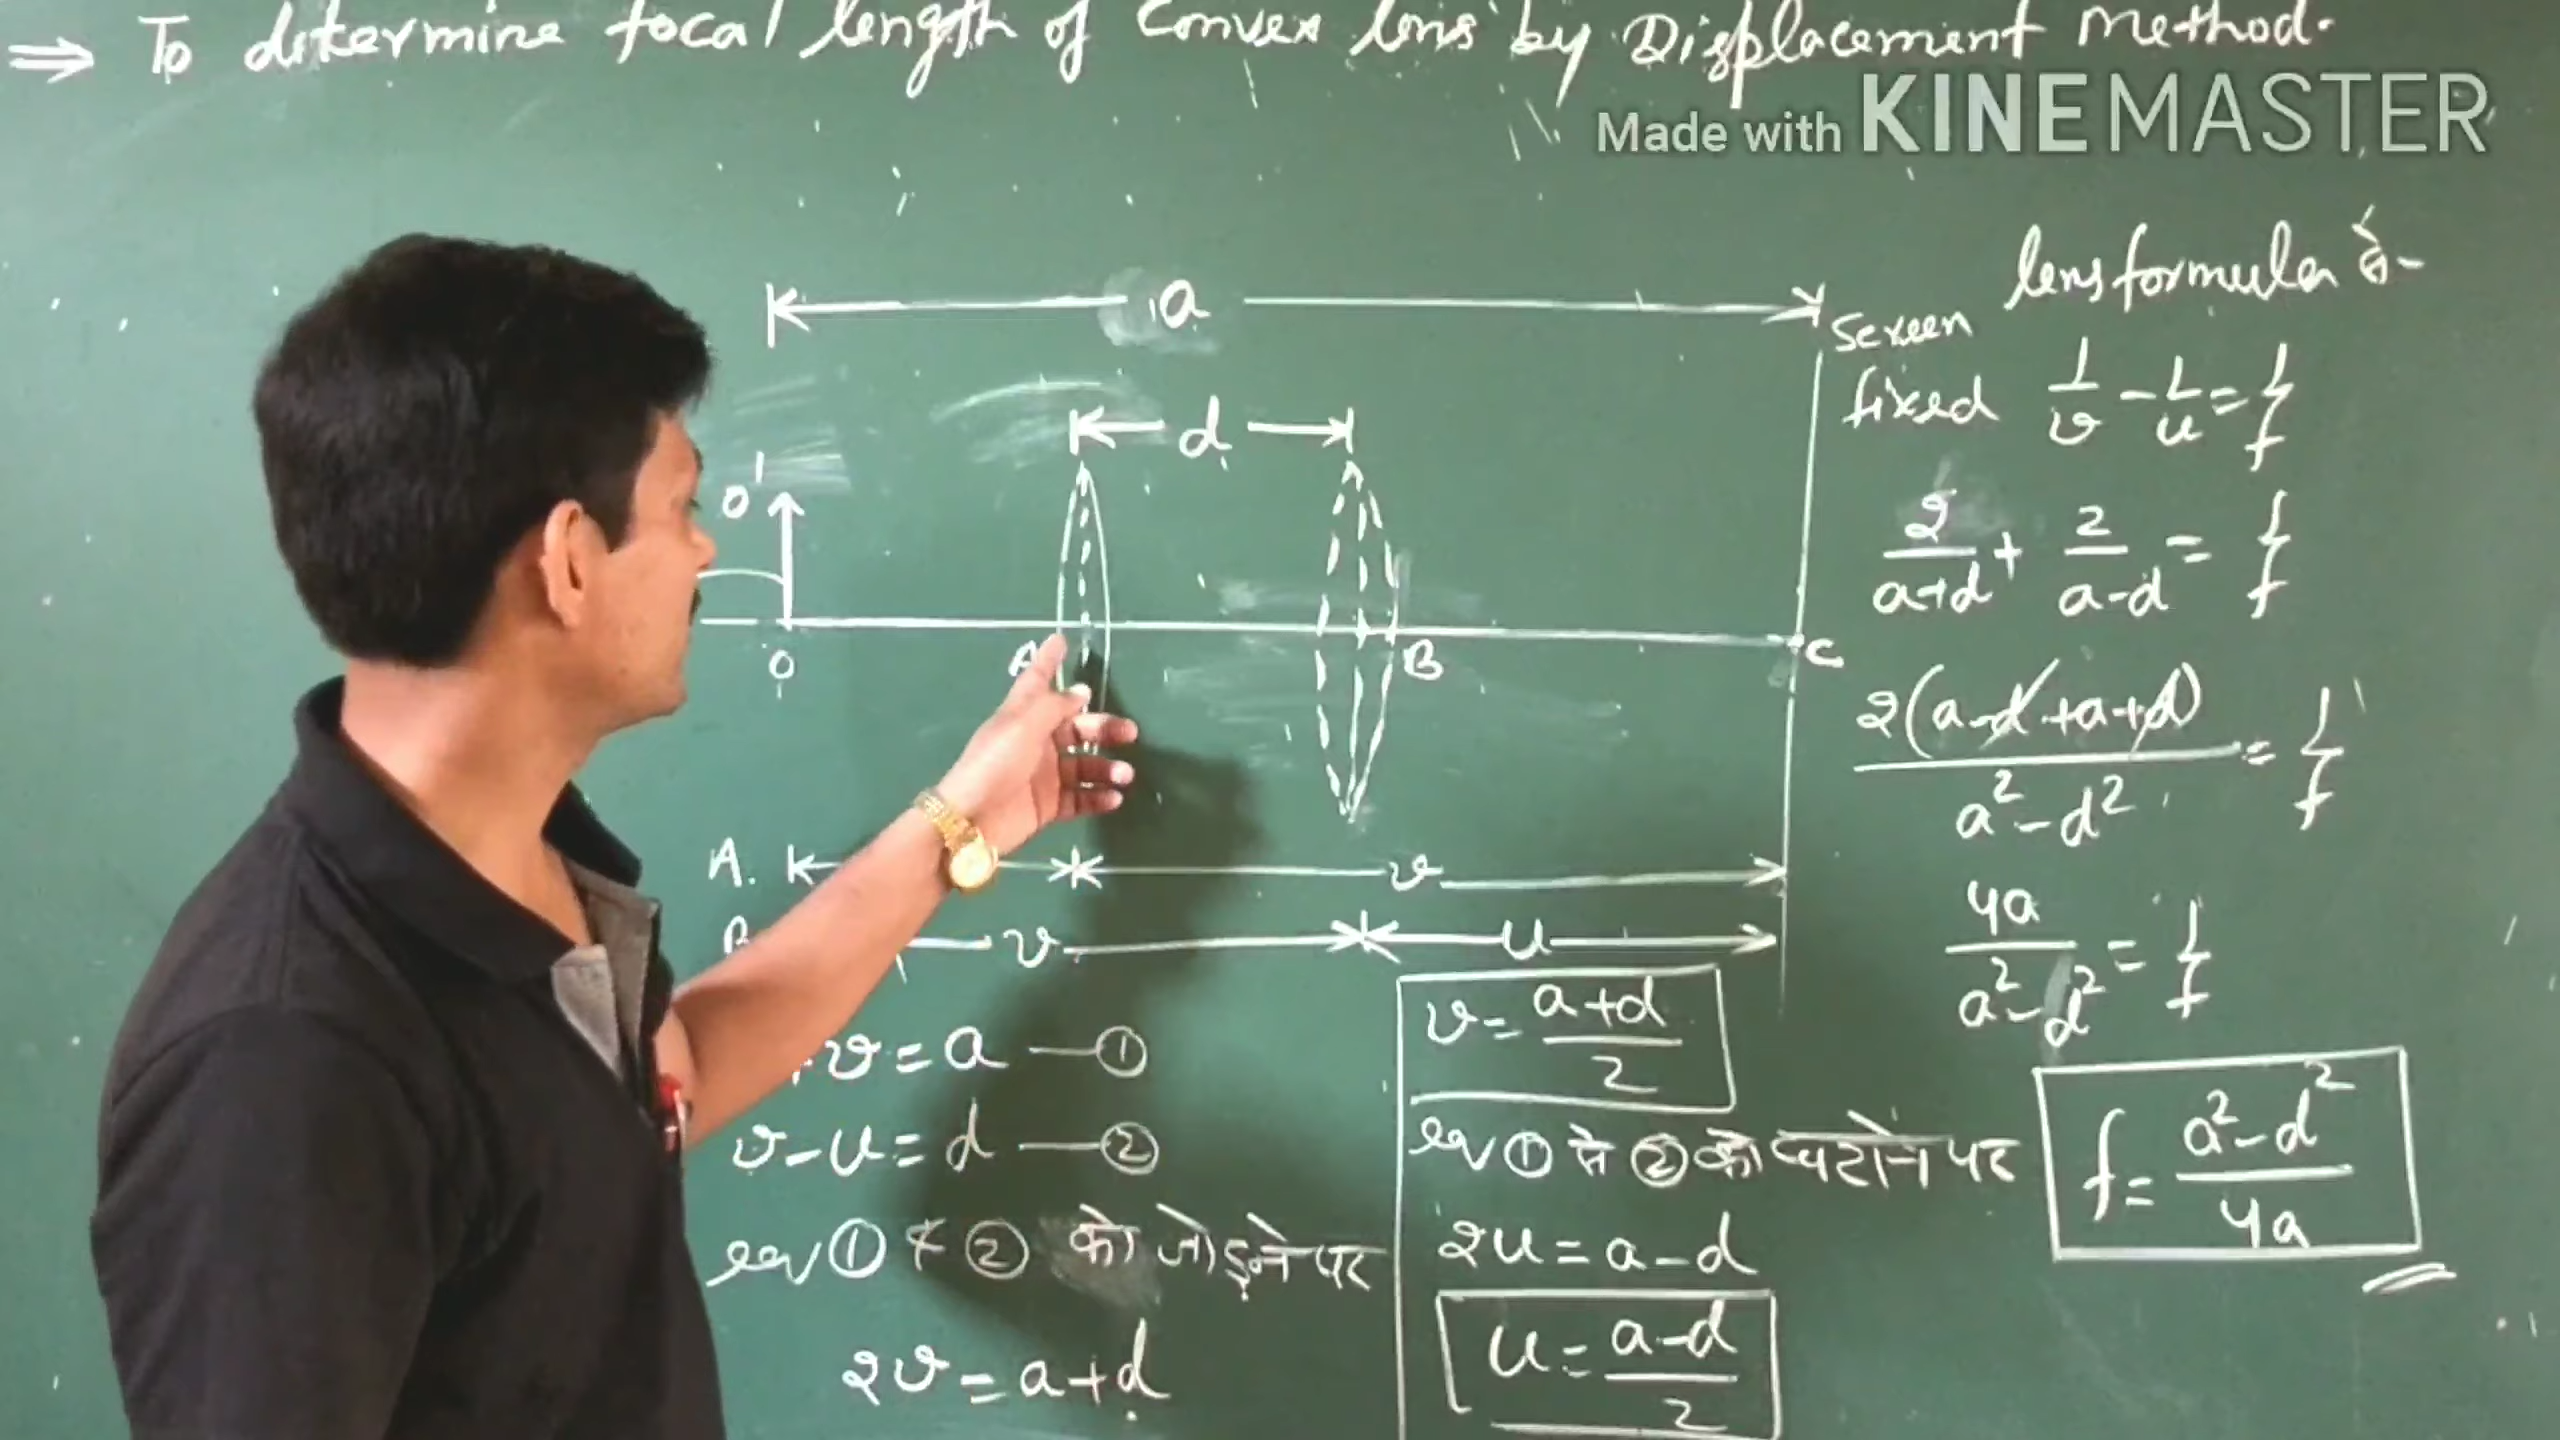 ⇒ To ditermine focal length of Convex lens by Displacement Method.
Made with KINEMASTER
a
d
O'
O
A
B
C
Screen
fixed
A. v
B v u
v = a —①
v - u = d —②
eq ① & ② को जोड़ने पर
2v = a+d
v = a+d/2
eq ① से ② को घटाने पर
2u = a-d
u = a-d/2
lens formula से-
1/v - 1/u = 1/f
2/a+d + 2/a-d = 1/f
2(a-d+a+d)/a²-d² = 1/f
4a/a²-d² = 1/f
f = a²-d²/4a